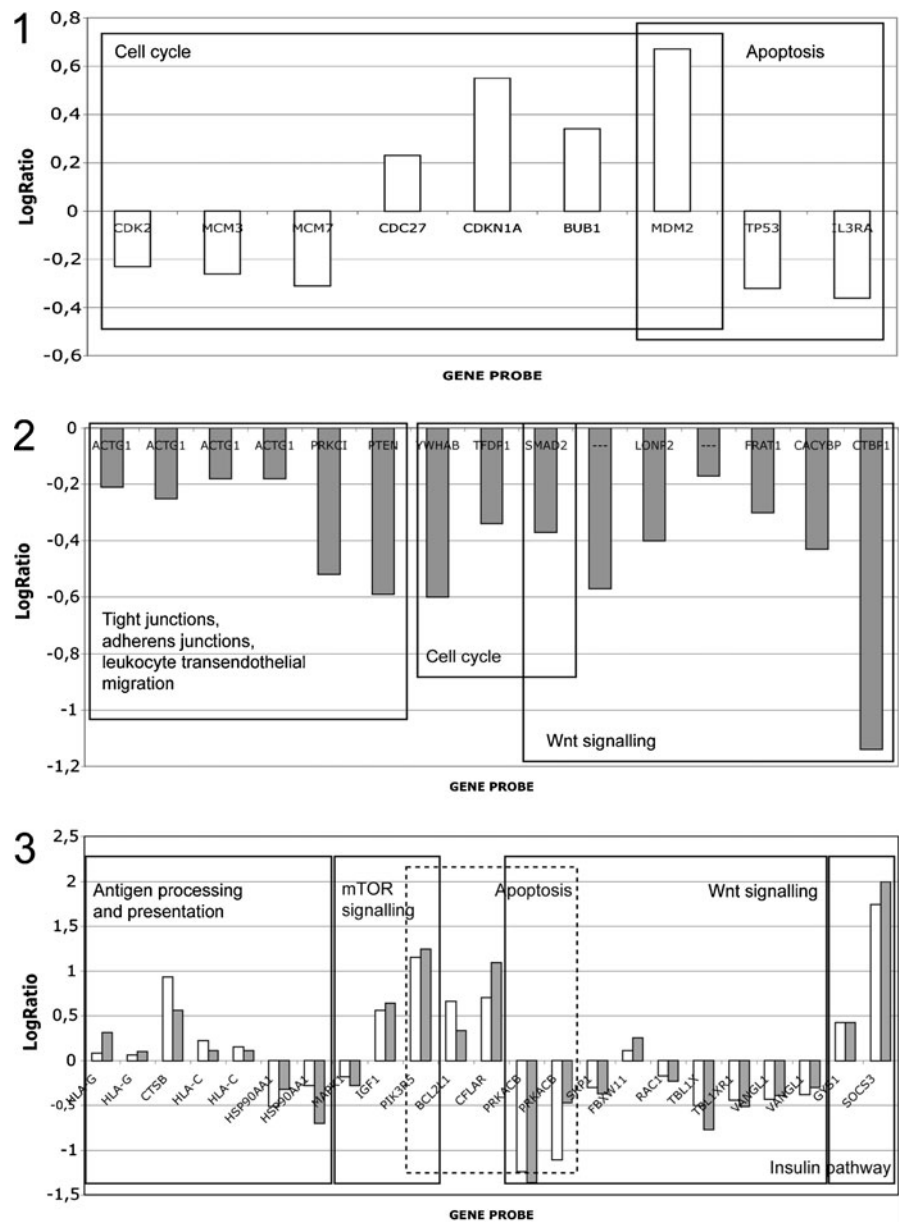 1
0,8
0,6
0,4
0,2
0
-0,2
-0,4
-0,6
LogRatio
Cell cycle
Apoptosis
CDK2 MCM3 MCM7 CDC27 CDKN1A BUB1 MDM2 TP53 IL3RA
GENE PROBE
2
0
-0,2
-0,4
-0,6
-0,8
-1
-1,2
LogRatio
ACTG1 ACTG1 ACTG1 ACTG1 PRKCI PTEN YWHAB TFDP1 SMAD2 --- LONP2 --- FRAT1 CACYBP CTBP1
Tight junctions,
adherens junctions,
leukocyte transendothelial
migration
Cell cycle
Wnt signalling
GENE PROBE
3
2,5
2
1,5
1
0,5
0
-0,5
-1
-1,5
LogRatio
Antigen processing
and presentation
mTOR
signalling
Apoptosis
Wnt signalling
HLA-G HLA-G CTSB HLA-C HLA-C HSP90AA1 HSP90AA1 MAPK1 IGF1 PIK3R5 BCL2L1 CFLAR PRKACB PRKACB FBXW11 RAC1 TBL1X TBL1XR1 VANGL1 VANGL1 GYS1 SOCS3
Insulin pathway
GENE PROBE